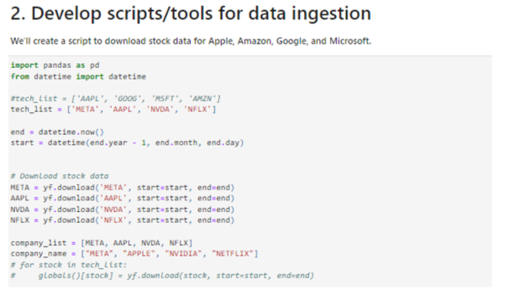 2. Develop scripts/tools for data ingestion
We'll create a script to download stock data for Apple, Amazon, Google, and Microsoft.
import pandas as pd
from datetime import datetime
#tech_list = ['AAPL', 'GOOG', 'MSFT', 'AMZN']
tech_list = ['META', 'AAPL', 'NVDA', 'NFLX']
end = datetime.now()
start = datetime(end.year - 1, end.month, end.day)
# Download stock data
META = yf.download('META', start=start, end=end)
AAPL = yf.download('AAPL', start=start, end=end)
NVDA = yf.download('NVDA', start=start, end=end)
NFLX = yf.download('NFLX', start=start, end=end)
company_list = [META, AAPL, NVDA, NFLX]
company_name = ["META", "APPLE", "NVIDIA", "NETFLIX"]
# for stock in tech_list:
#     globals()[stock] = yf.download(stock, start=start, end=end)